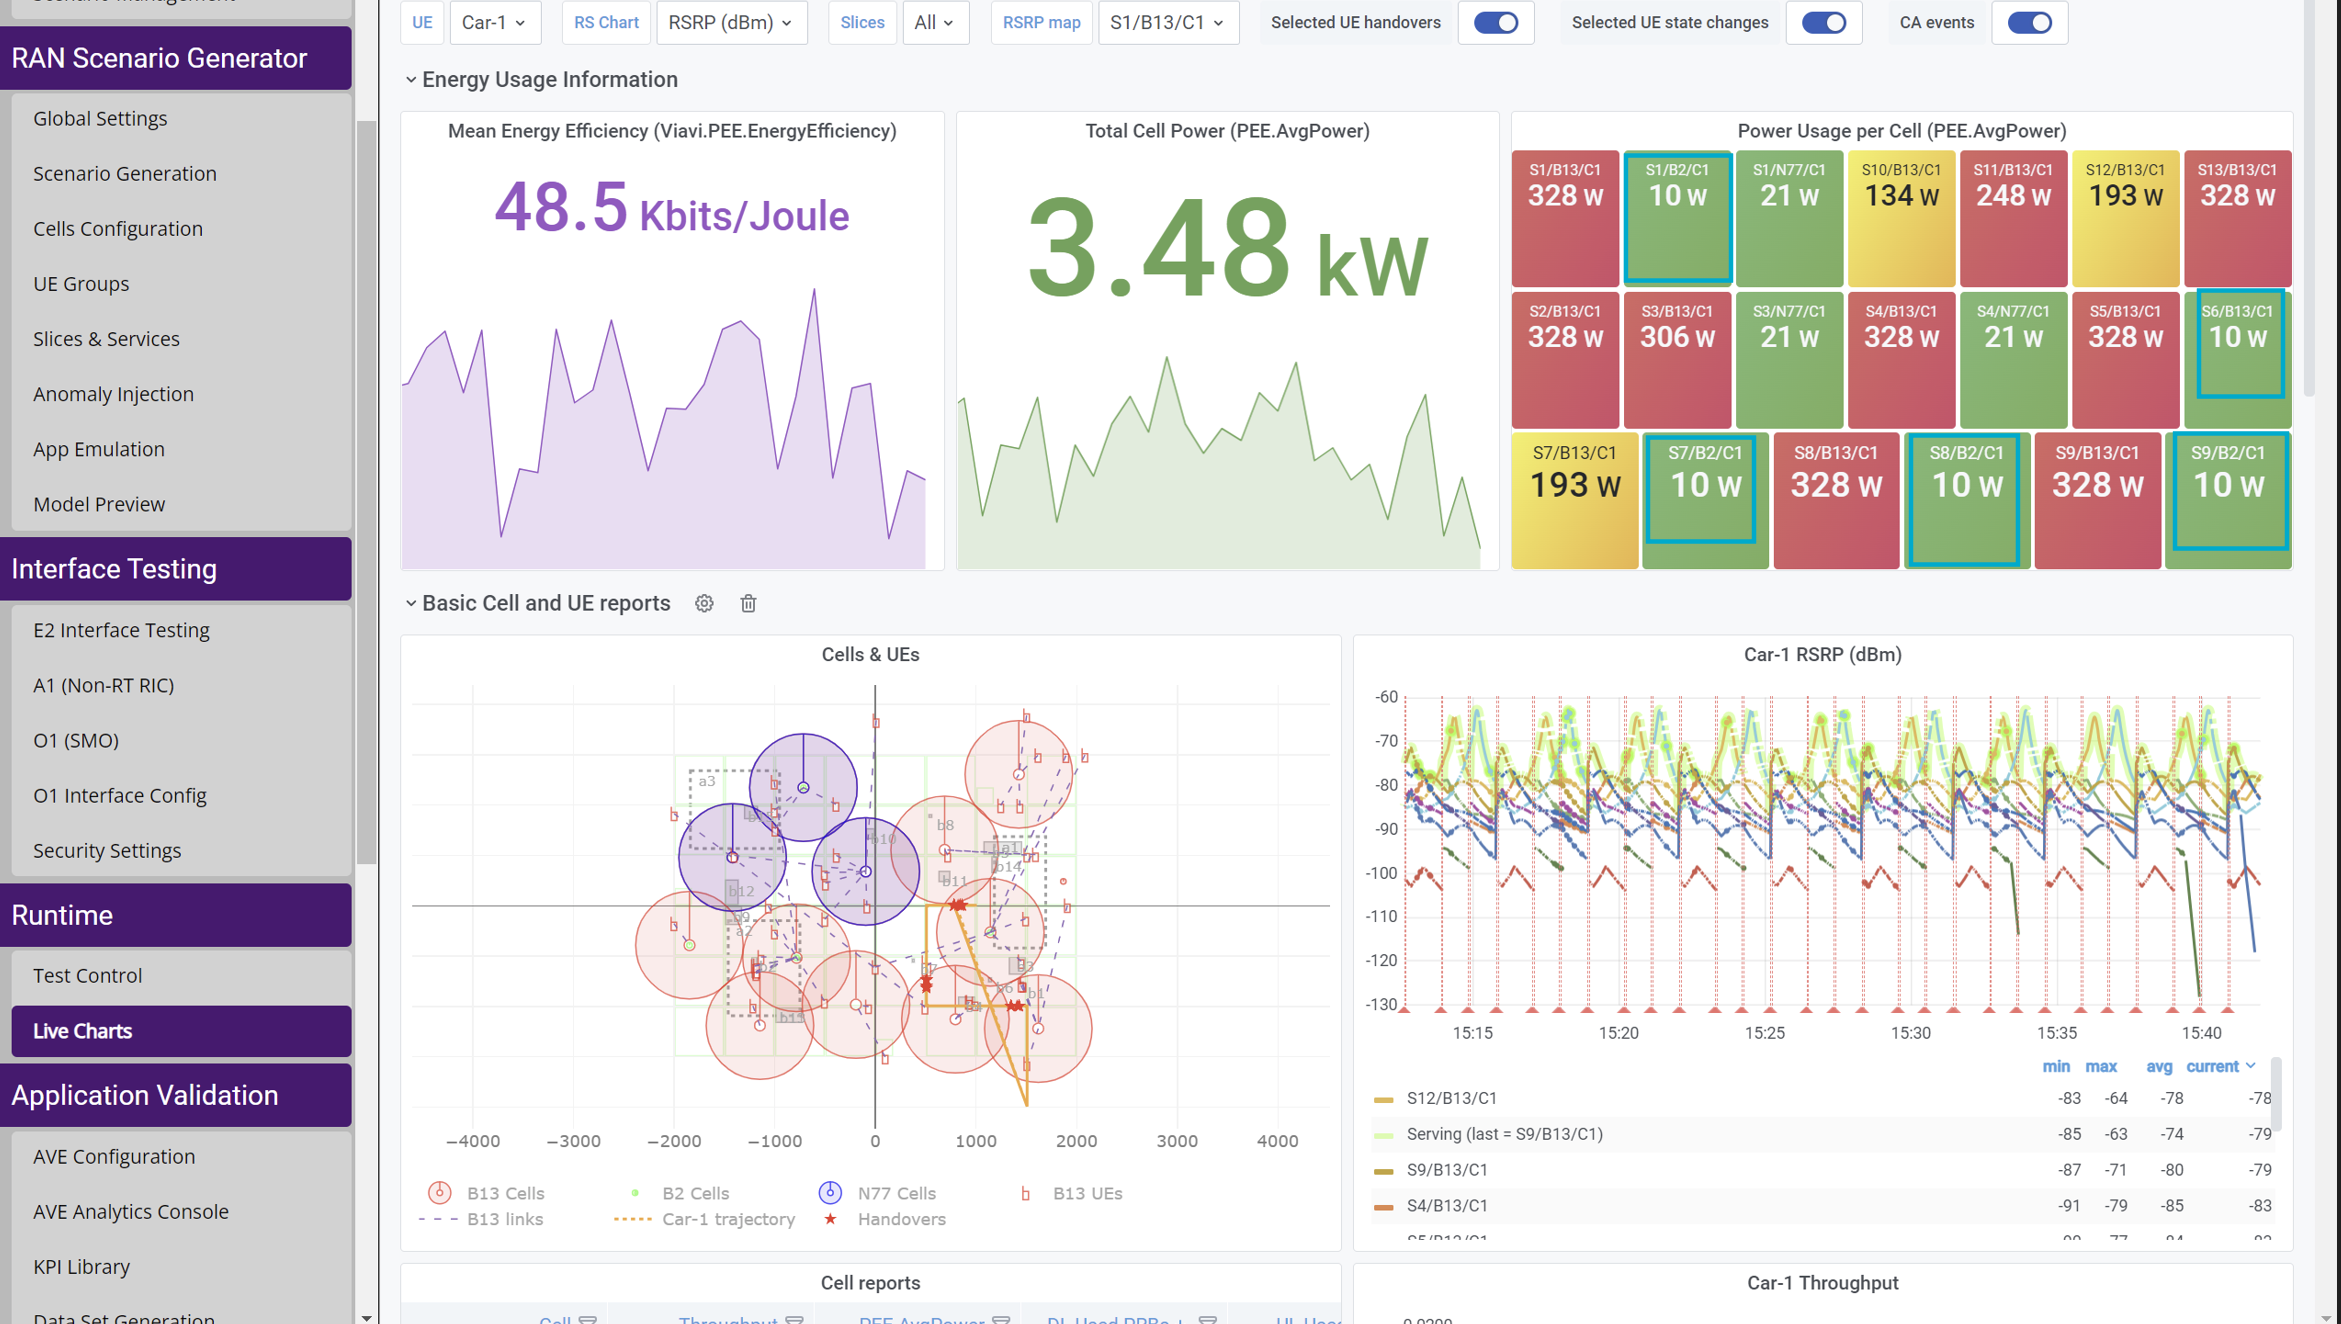 UE Car-1 RS Chart RSRP (dBm) Slices All RSRP map S1/B13/C1 Selected UE handovers Selected UE state changes CA events
RAN Scenario Generator
Global Settings
Scenario Generation
Cells Configuration
UE Groups
Slices & Services
Anomaly Injection
App Emulation
Model Preview
Interface Testing
E2 Interface Testing
A1 (Non-RT RIC)
O1 (SMO)
O1 Interface Config
Security Settings
Runtime
Test Control
Live Charts
Application Validation
AVE Configuration
AVE Analytics Console
KPI Library
Data Set Generation
Energy Usage Information
Mean Energy Efficiency (Viavi.PEE.EnergyEfficiency)
48.5 Kbits/Joule
Total Cell Power (PEE.AvgPower)
3.48 kW
Power Usage per Cell (PEE.AvgPower)
S1/B13/C1 S1/B2/C1 S1/N77/C1 S10/B13/C1 S11/B13/C1 S12/B13/C1 S13/B13/C1
328 W 10 W 21 W 134 W 248 W 193 W 328 W
S2/B13/C1 S3/B13/C1 S3/N77/C1 S4/B13/C1 S4/N77/C1 S5/B13/C1 S6/B13/C1
328 W 306 W 21 W 328 W 21 W 328 W 10 W
S7/B13/C1 S7/B2/C1 S8/B13/C1 S8/B2/C1 S9/B13/C1 S9/B2/C1
193 W 10 W 328 W 10 W 328 W 10 W
Basic Cell and UE reports
Cells & UEs
a3
b8
b10
a1
b14
b11
b12
b9
a2
b3
b6
b1
−4000 −3000 −2000 −1000 0 1000 2000 3000 4000
B13 Cells B2 Cells N77 Cells B13 UEs
B13 links Car-1 trajectory Handovers
Car-1 RSRP (dBm)
-60
-70
-80
-90
-100
-110
-120
-130
15:15 15:20 15:25 15:30 15:35 15:40
min max avg current
S12/B13/C1 -83 -64 -78 -78
Serving (last = S9/B13/C1) -85 -63 -74 -79
S9/B13/C1 -87 -71 -80 -79
S4/B13/C1 -91 -79 -85 -83
Cell reports
Cell Throughput PEE.AvgPower
Car-1 Throughput